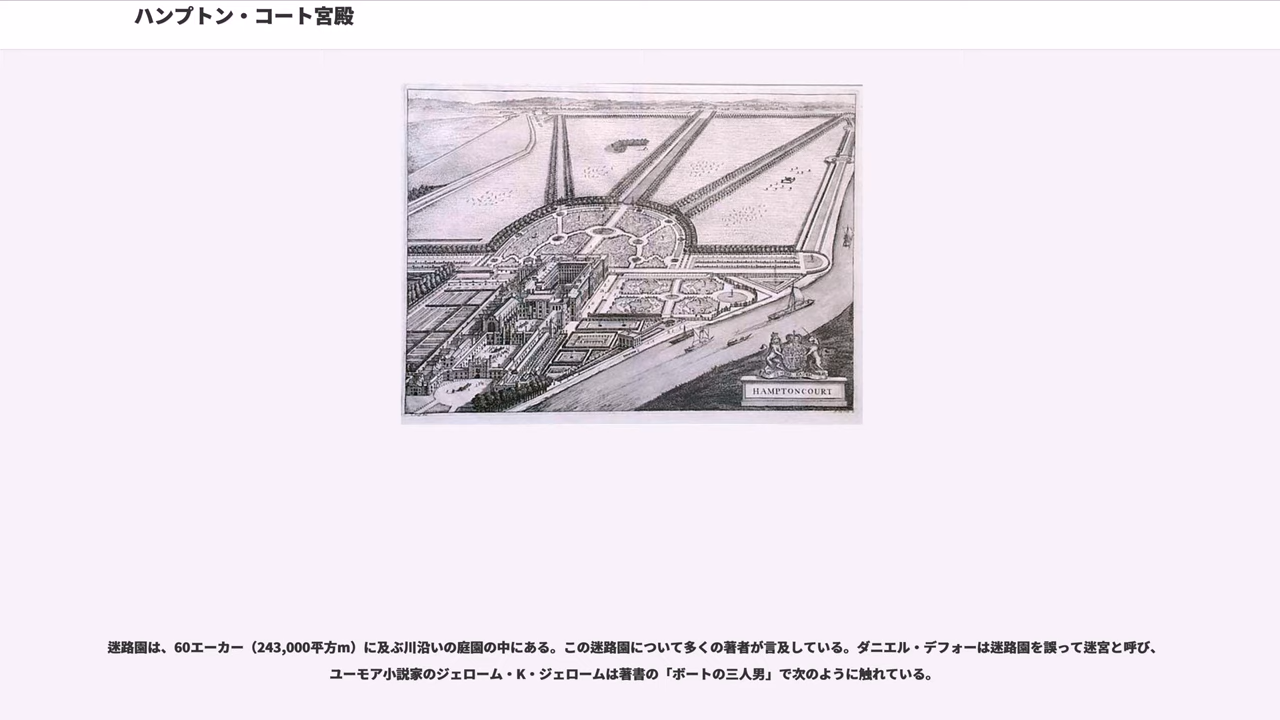 ハンプトン・コート宮殿
HAMPTONCOURT
迷路園は、60エーカー（243,000平方m）に及ぶ川沿いの庭園の中にある。この迷路園について多くの著者が言及している。ダニエル・デフォーは迷路園を誤って迷宮と呼び、
ユーモア小説家のジェローム・K・ジェロームは著書の「ボートの三人男」で次のように触れている。